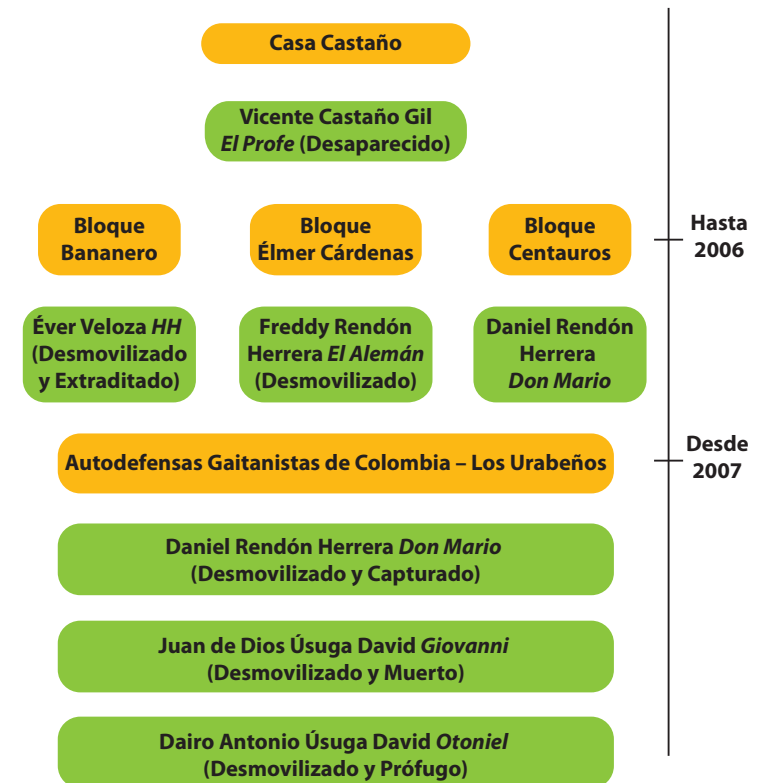 Casa Castaño
Vicente Castaño Gil
El Profe (Desaparecido)
Bloque
Bananero
Bloque
Élmer Cárdenas
Bloque
Centauros
Hasta
2006
Éver Veloza HH
(Desmovilizado
y Extraditado)
Freddy Rendón
Herrera El Alemán
(Desmovilizado)
Daniel Rendón
Herrera
Don Mario
Autodefensas Gaitanistas de Colombia – Los Urabeños
Desde
2007
Daniel Rendón Herrera Don Mario
(Desmovilizado y Capturado)
Juan de Dios Úsuga David Giovanni
(Desmovilizado y Muerto)
Dairo Antonio Úsuga David Otoniel
(Desmovilizado y Prófugo)